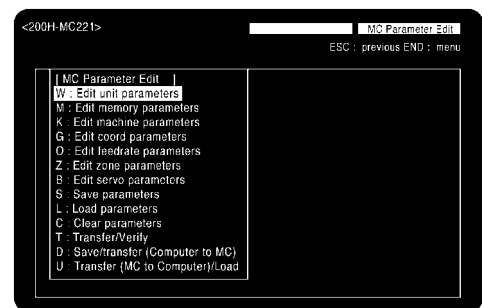 <200H-MC221>
MC Parameter Edit
ESC : previous END : menu
[ MC Parameter Edit ]
W : Edit unit parameters
M : Edit memory parameters
K : Edit machine parameters
G : Edit coord parameters
O : Edit feedrate parameters
Z : Edit zone parameters
B : Edit servo parameters
S : Save parameters
L : Load parameters
C : Clear parameters
T : Transfer/Verify
D : Save/transfer (Computer to MC)
U : Transfer (MC to Computer)/Load